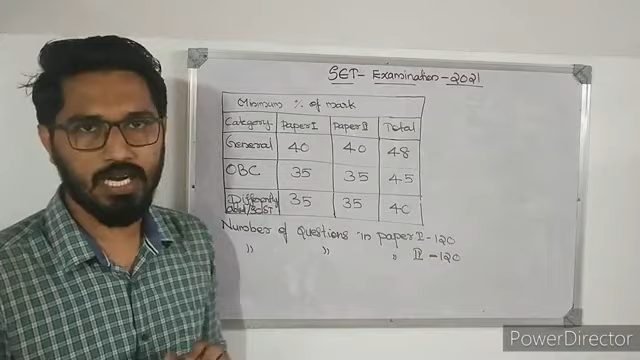 SET- Examination-2021
Minimum % of mark
Category Paper I Paper II Total
General 40 40 48
OBC 35 35 45
Differently 35 35 40
abled/SC/ST
Number of questions in paper I-120
" " " II -120
PowerDirector